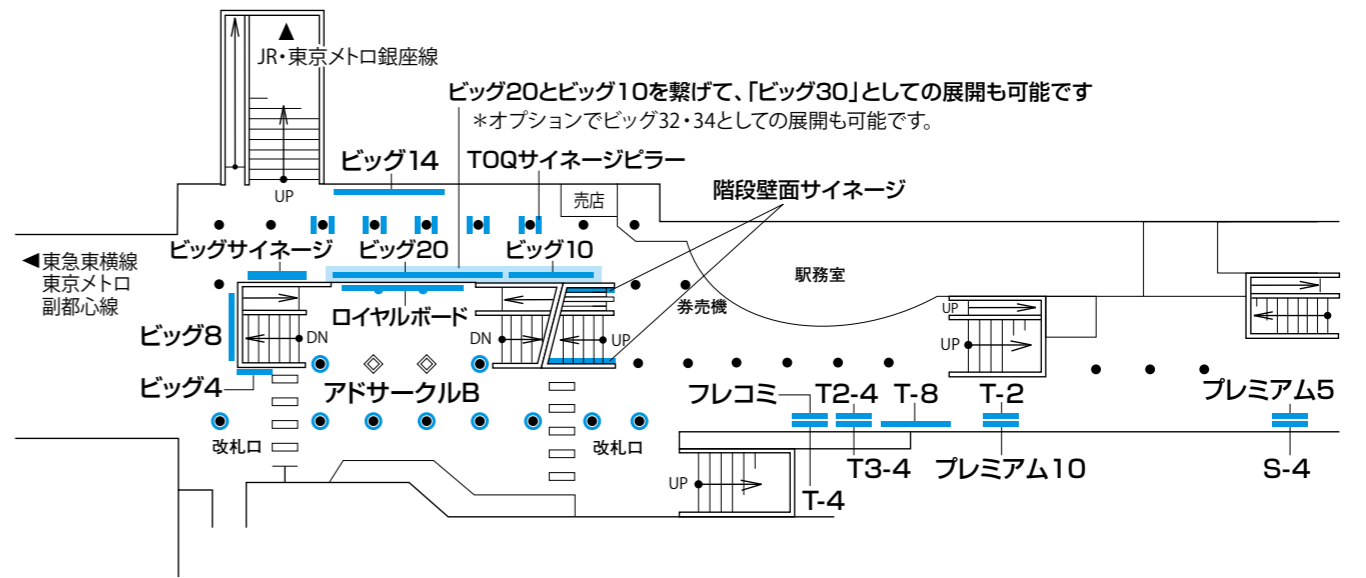 JR・東京メトロ銀座線
ビッグ20とビッグ10を繋げて、「ビッグ30」としての展開も可能です
＊オプションでビッグ32・34としての展開も可能です。
ビッグ14
TOQサイネージピラー
階段壁面サイネージ
UP
売店
ビッグサイネージ
ビッグ20
ビッグ10
◀東急東横線
東京メトロ
副都心線
駅務室
券売機
ロイヤルボード
UP
ビッグ8
DN
DN
UP
UP
ビッグ4
アドサークルB
フレコミ
T2-4
T-8
T-2
プレミアム5
改札口
改札口
T3-4
プレミアム10
S-4
UP
T-4